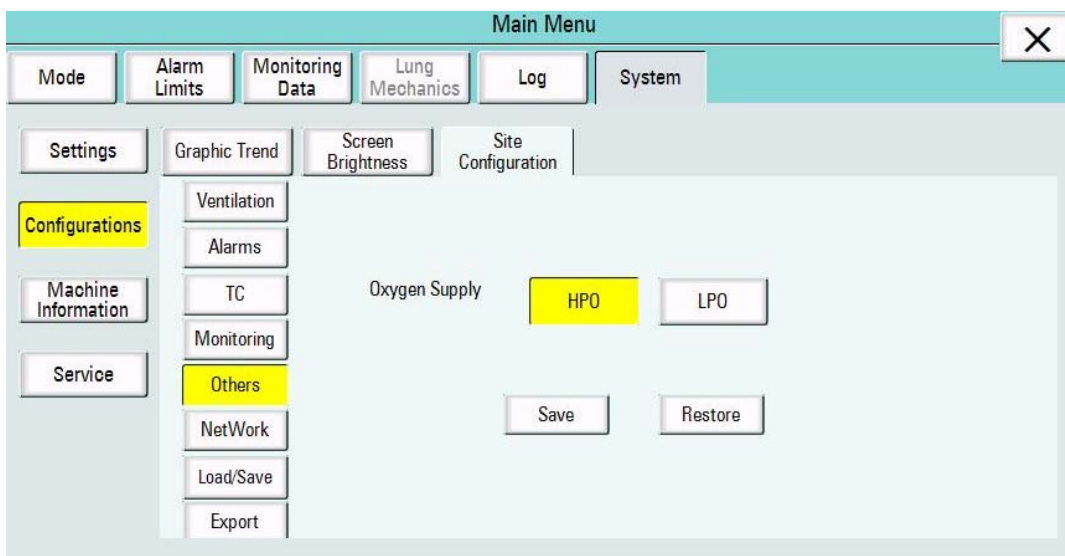 Main Menu
Mode
Alarm
Limits
Monitoring
Data
Lung
Mechanics
Log
System
Settings
Graphic Trend
Screen
Brightness
Site
Configuration
Configurations
Machine
Information
Service
Ventilation
Alarms
TC
Monitoring
Others
NetWork
Load/Save
Export
Oxygen Supply
HPO
LPO
Save
Restore